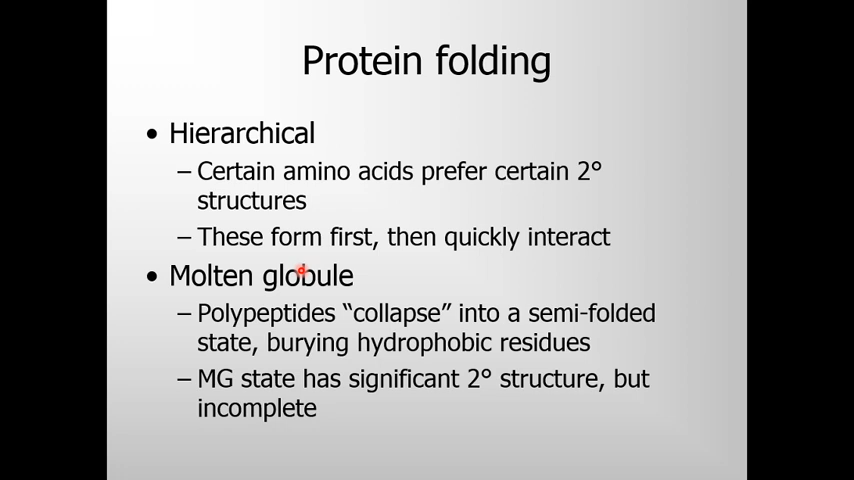 Protein folding
• Hierarchical
– Certain amino acids prefer certain 2°
structures
– These form first, then quickly interact
• Molten globule
– Polypeptides “collapse” into a semi-folded
state, burying hydrophobic residues
– MG state has significant 2° structure, but
incomplete